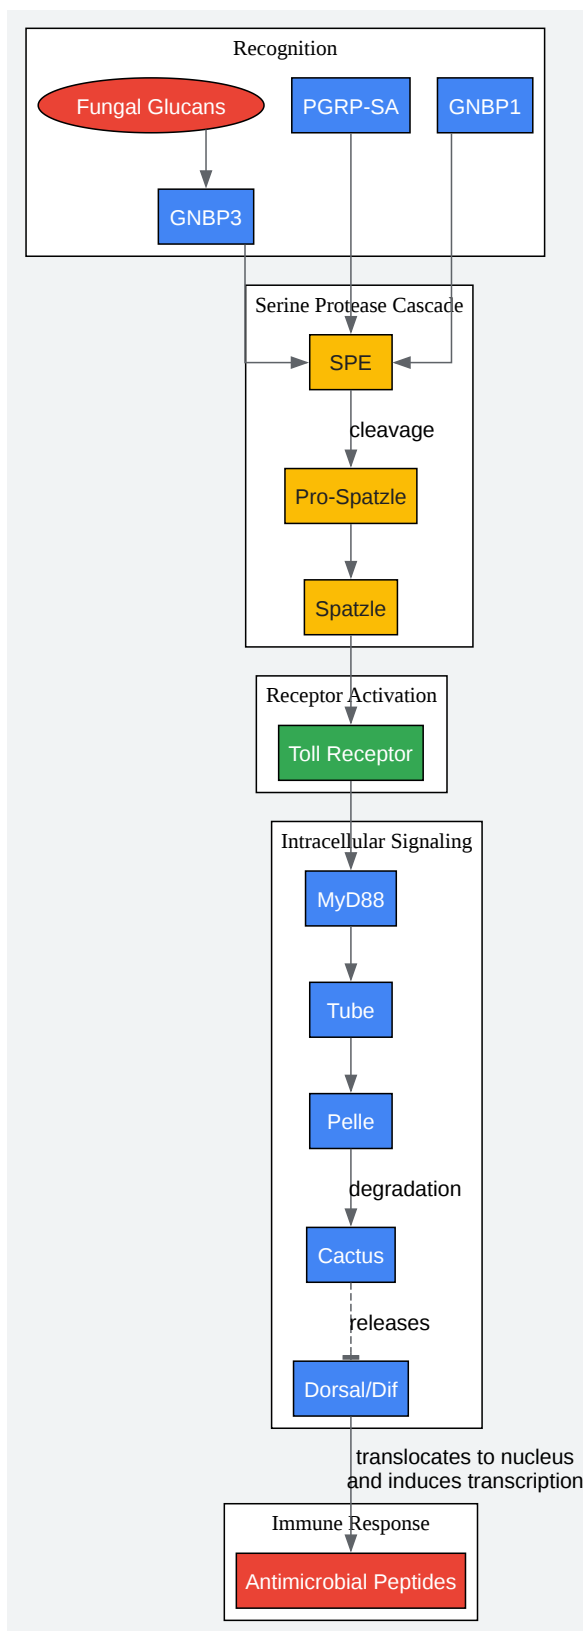 Recognition
Fungal Glucans
PGRP-SA
GNBP1
GNBP3
Serine Protease Cascade
SPE
cleavage
Pro-Spatzle
Spatzle
Receptor Activation
Toll Receptor
Intracellular Signaling
MyD88
Tube
Pelle
degradation
Cactus
releases
Dorsal/Dif
translocates to nucleus
and induces transcription
Immune Response
Antimicrobial Peptides